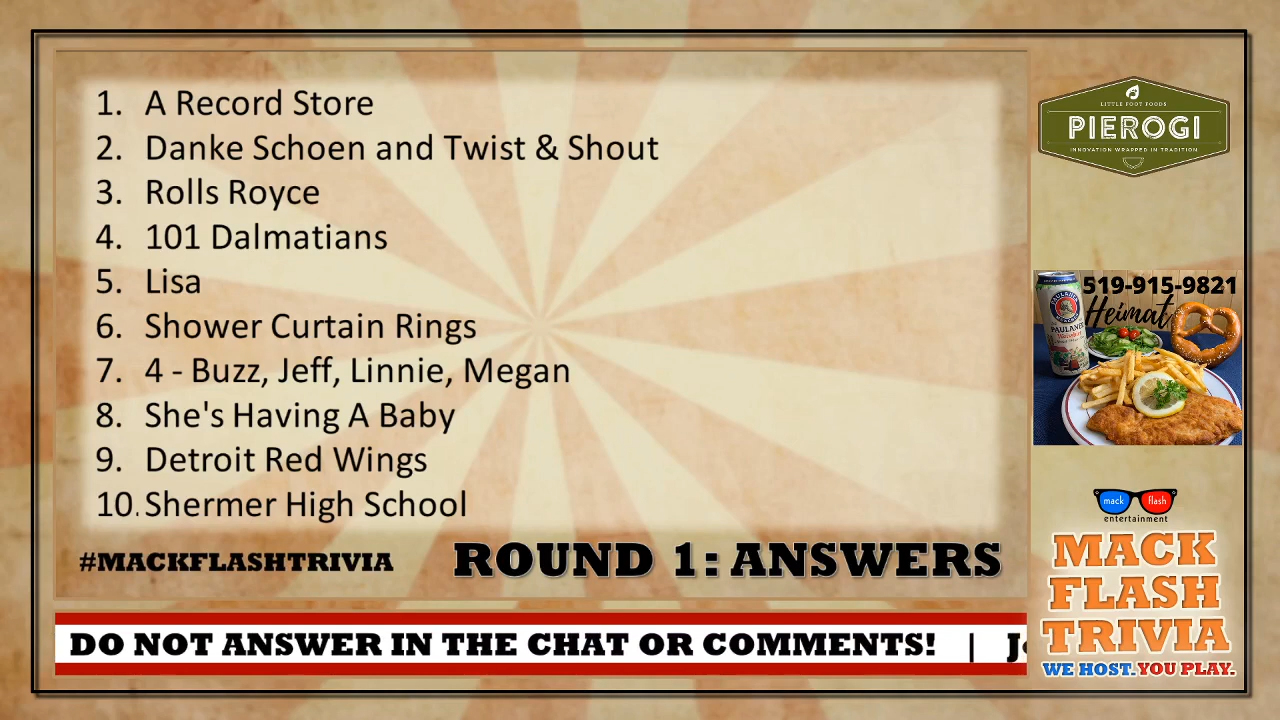 1. A Record Store
2. Danke Schoen and Twist & Shout
3. Rolls Royce
4. 101 Dalmatians
5. Lisa
6. Shower Curtain Rings
7. 4 - Buzz, Jeff, Linnie, Megan
8. She's Having A Baby
9. Detroit Red Wings
10. Shermer High School
#MACKFLASHTRIVIA
ROUND 1: ANSWERS
DO NOT ANSWER IN THE CHAT OR COMMENTS! |
LITTLE FOOT FOODS
PIEROGI
INNOVATION WRAPPED IN TRADITION
519-915-9821
Heimat
PAULANER
mack flash
entertainment
MACK
FLASH
TRIVIA
WE HOST. YOU PLAY.